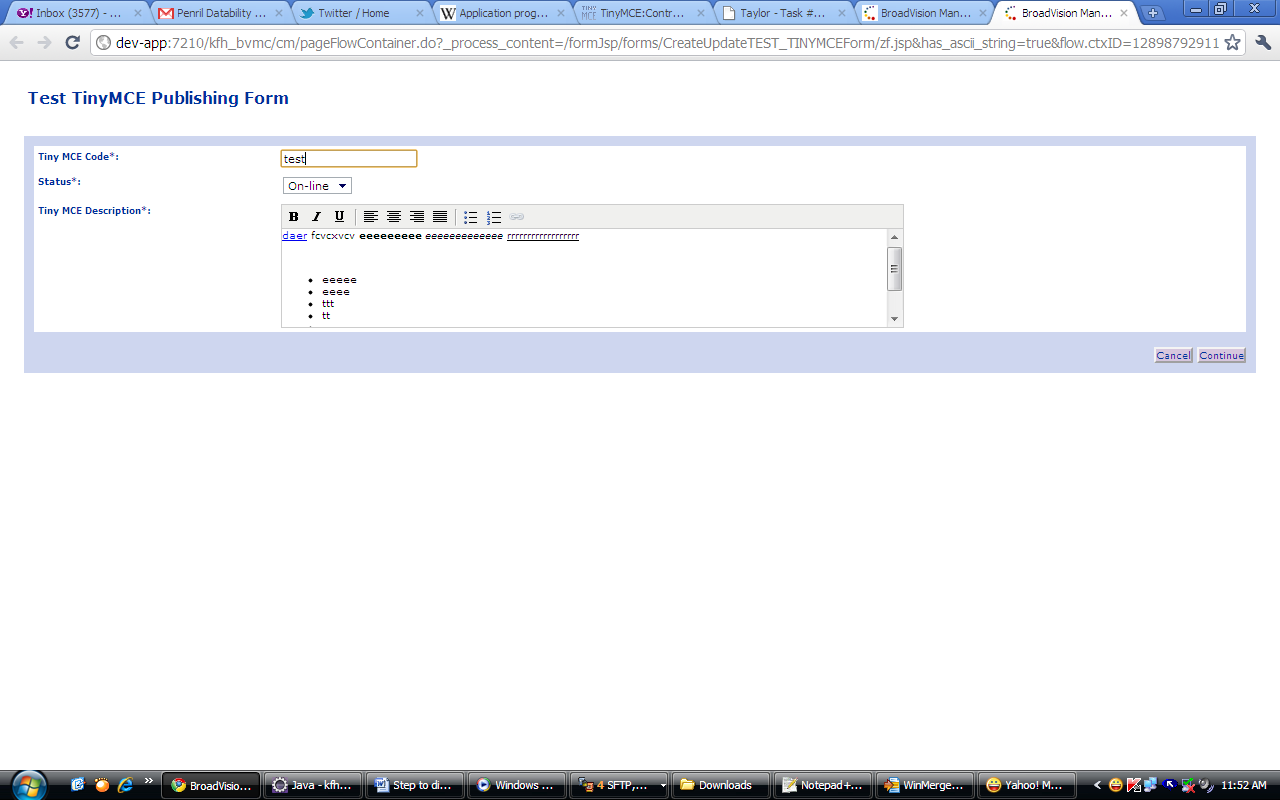 Inbox (3577) - ... Penril Datability ... Twitter / Home Application prog... TinyMCE:Contr... Taylor - Task #... BroadVision Man... BroadVision Man...
dev-app:7210/kfh_bvmc/cm/pageFlowContainer.do?_process_content=/formJsp/forms/CreateUpdateTEST_TINYMCEForm/zf.jsp&has_ascii_string=true&flow.ctxID=12898792911
Test TinyMCE Publishing Form
Tiny MCE Code*: test
Status*: On-line
Tiny MCE Description*: B I U
daer fcvcxvcv eeeeeeeee eeeeeeeeeeeee rrrrrrrrrrrrrrrrr
• eeeee
• eeee
• ttt
• tt
Cancel Continue
BroadVisio... Java - kfh... Step to di... Windows ... 4 SFTP,... Downloads Notepad+... WinMerge... Yahoo! M... 11:52 AM